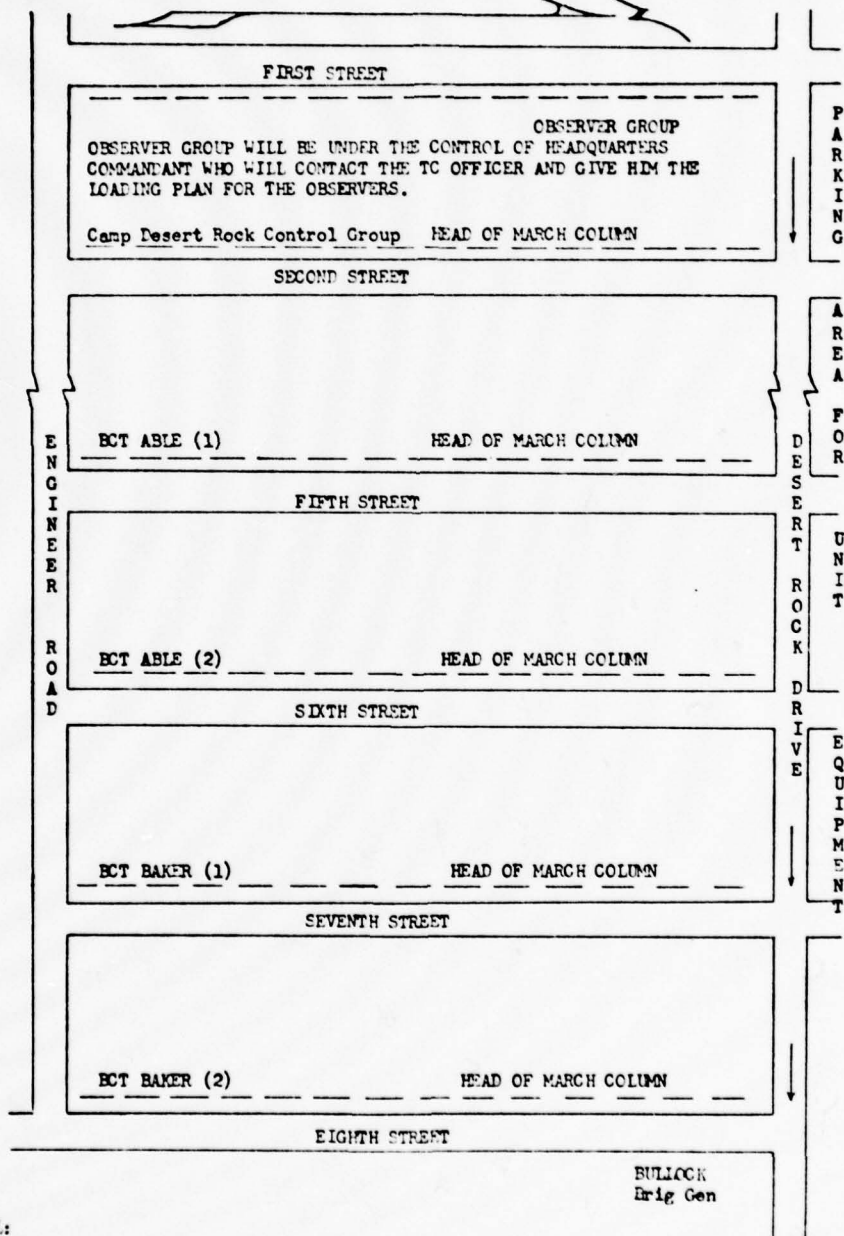 FIRST STREET
OBSERVER GROUP
OBSERVER GROUP WILL BE UNDER THE CONTROL OF HEADQUARTERS
COMMANDANT WHO WILL CONTACT THE TC OFFICER AND GIVE HIM THE
LOADING PLAN FOR THE OBSERVERS.
Camp Desert Rock Control Group HEAD OF MARCH COLUMN
SECOND STREET
BCT ABLE (1) HEAD OF MARCH COLUMN
FIFTH STREET
BCT ABLE (2) HEAD OF MARCH COLUMN
SIXTH STREET
BCT BAKER (1) HEAD OF MARCH COLUMN
SEVENTH STREET
BCT BAKER (2) HEAD OF MARCH COLUMN
EIGHTH STREET
ENGINEER ROAD
DESERT ROCK DRIVE
PARKING AREA FOR UNIT EQUIPMENT
BULLOCK
Brig Gen